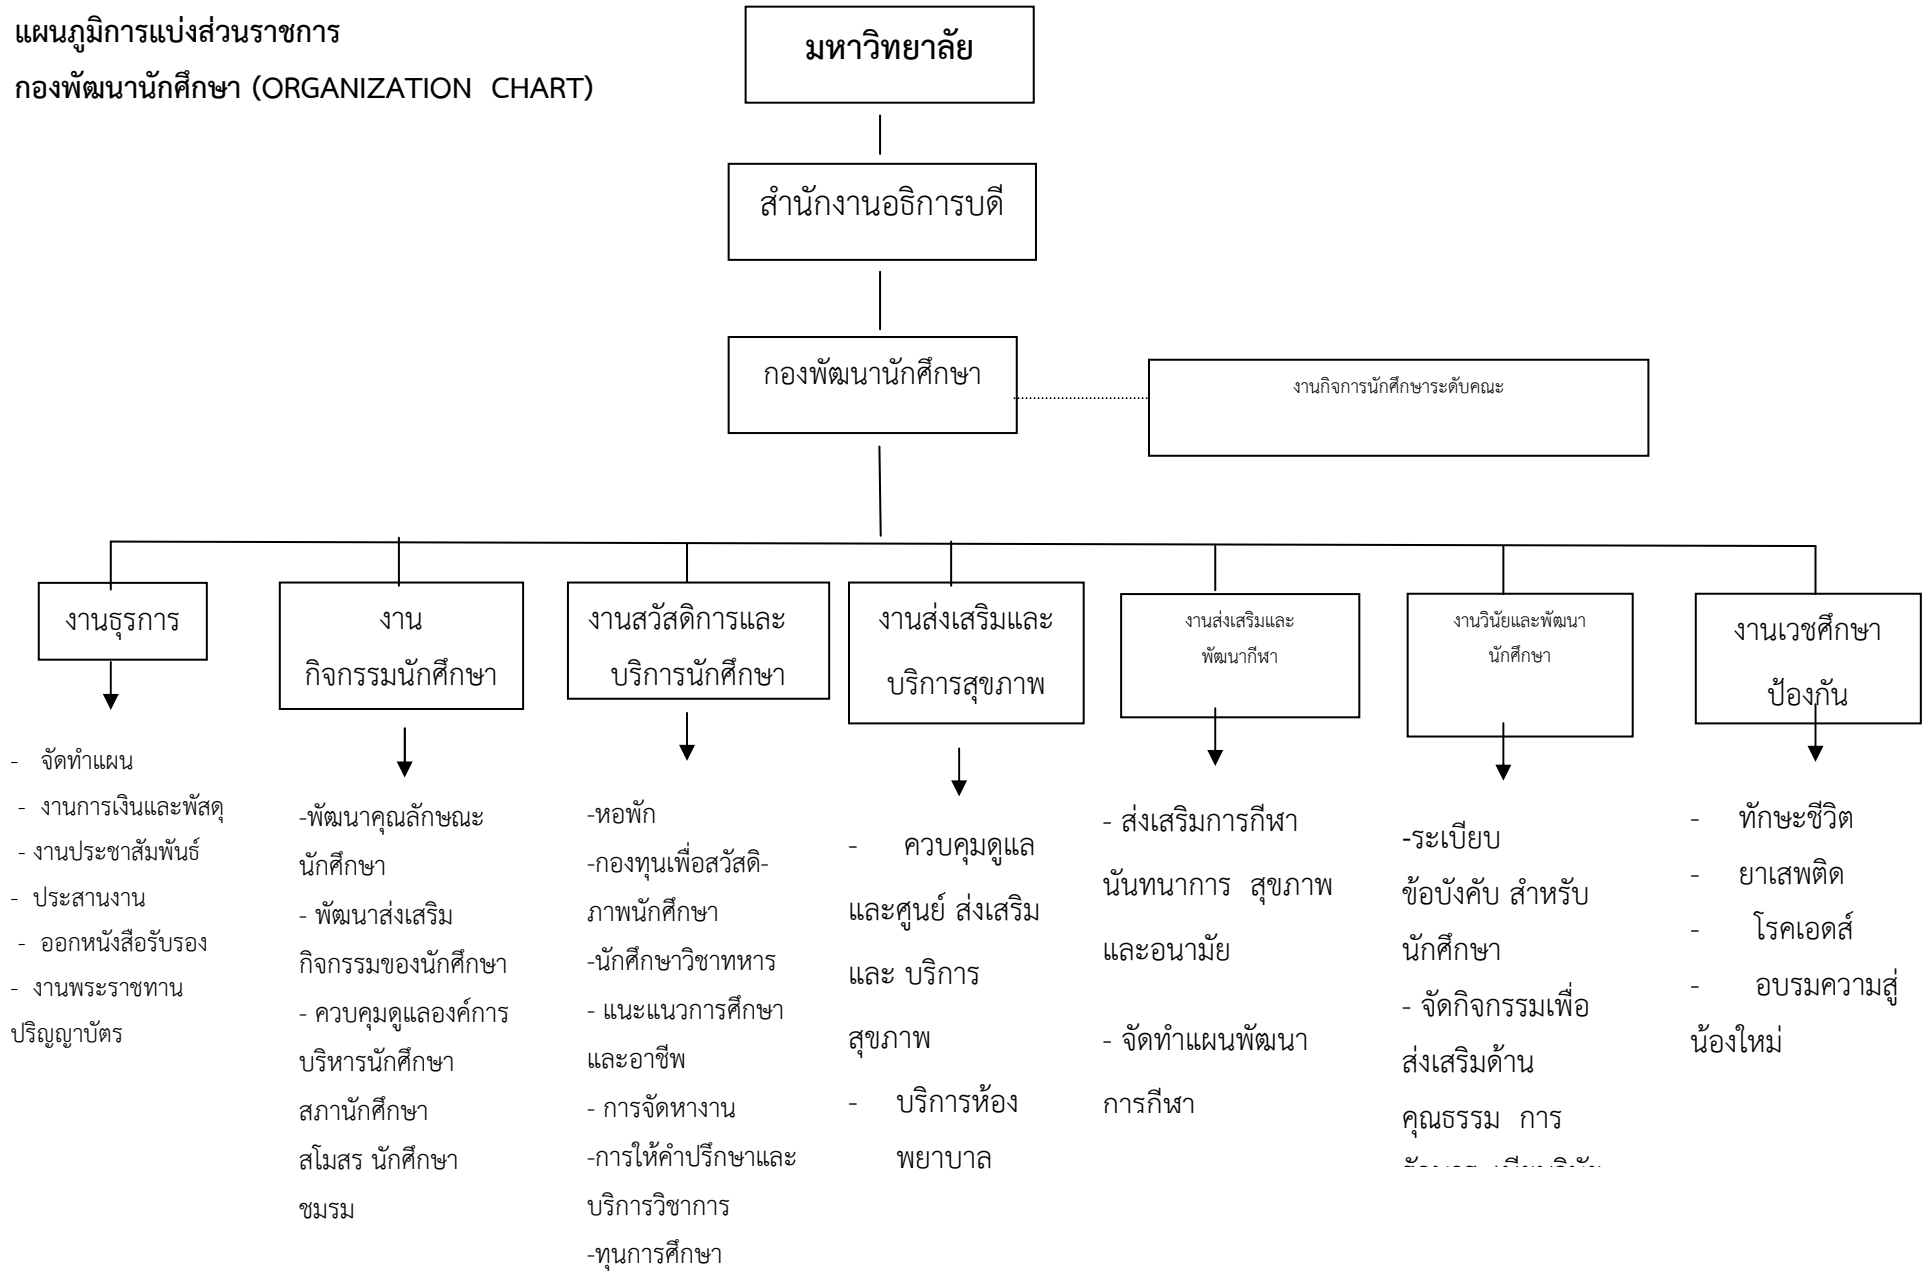 แผนภูมิการแบ่งส่วนราชการ
กองพัฒนานักศึกษา (ORGANIZATION CHART)
มหาวิทยาลัย
สำนักงานอธิการบดี
กองพัฒนานักศึกษา
งานกิจการนักศึกษาระดับคณะ
งานธุรการ
- จัดทำแผน
- งานการเงินและพัสดุ
- งานประชาสัมพันธ์
- ประสานงาน
- ออกหนังสือรับรอง
- งานพระราชทาน
ปริญญาบัตร
งาน
กิจกรรมนักศึกษา
-พัฒนาคุณลักษณะ
นักศึกษา
- พัฒนาส่งเสริม
กิจกรรมของนักศึกษา
- ควบคุมดูแลองค์การ
บริหารนักศึกษา
สภานักศึกษา
สโมสร นักศึกษา
ชมรม
งานสวัสดิการและ
บริการนักศึกษา
-หอพัก
-กองทุนเพื่อสวัสดิ-
ภาพนักศึกษา
-นักศึกษาวิชาทหาร
- แนะแนวการศึกษา
และอาชีพ
- การจัดหางาน
-การให้คำปรึกษาและ
บริการวิชาการ
-ทุนการศึกษา
งานส่งเสริมและ
บริการสุขภาพ
- ควบคุมดูแล
และศูนย์ ส่งเสริม
และ บริการ
สุขภาพ
- บริการห้อง
พยาบาล
งานส่งเสริมและ
พัฒนากีฬา
- ส่งเสริมการกีฬา
นันทนาการ สุขภาพ
และอนามัย
- จัดทำแผนพัฒนา
การกีฬา
งานวินัยและพัฒนา
นักศึกษา
-ระเบียบ
ข้อบังคับ สำหรับ
นักศึกษา
- จัดกิจกรรมเพื่อ
ส่งเสริมด้าน
คุณธรรม การ
งานเวชศึกษา
ป้องกัน
- ทักษะชีวิต
- ยาเสพติด
- โรคเอดส์
- อบรมความสู่
น้องใหม่